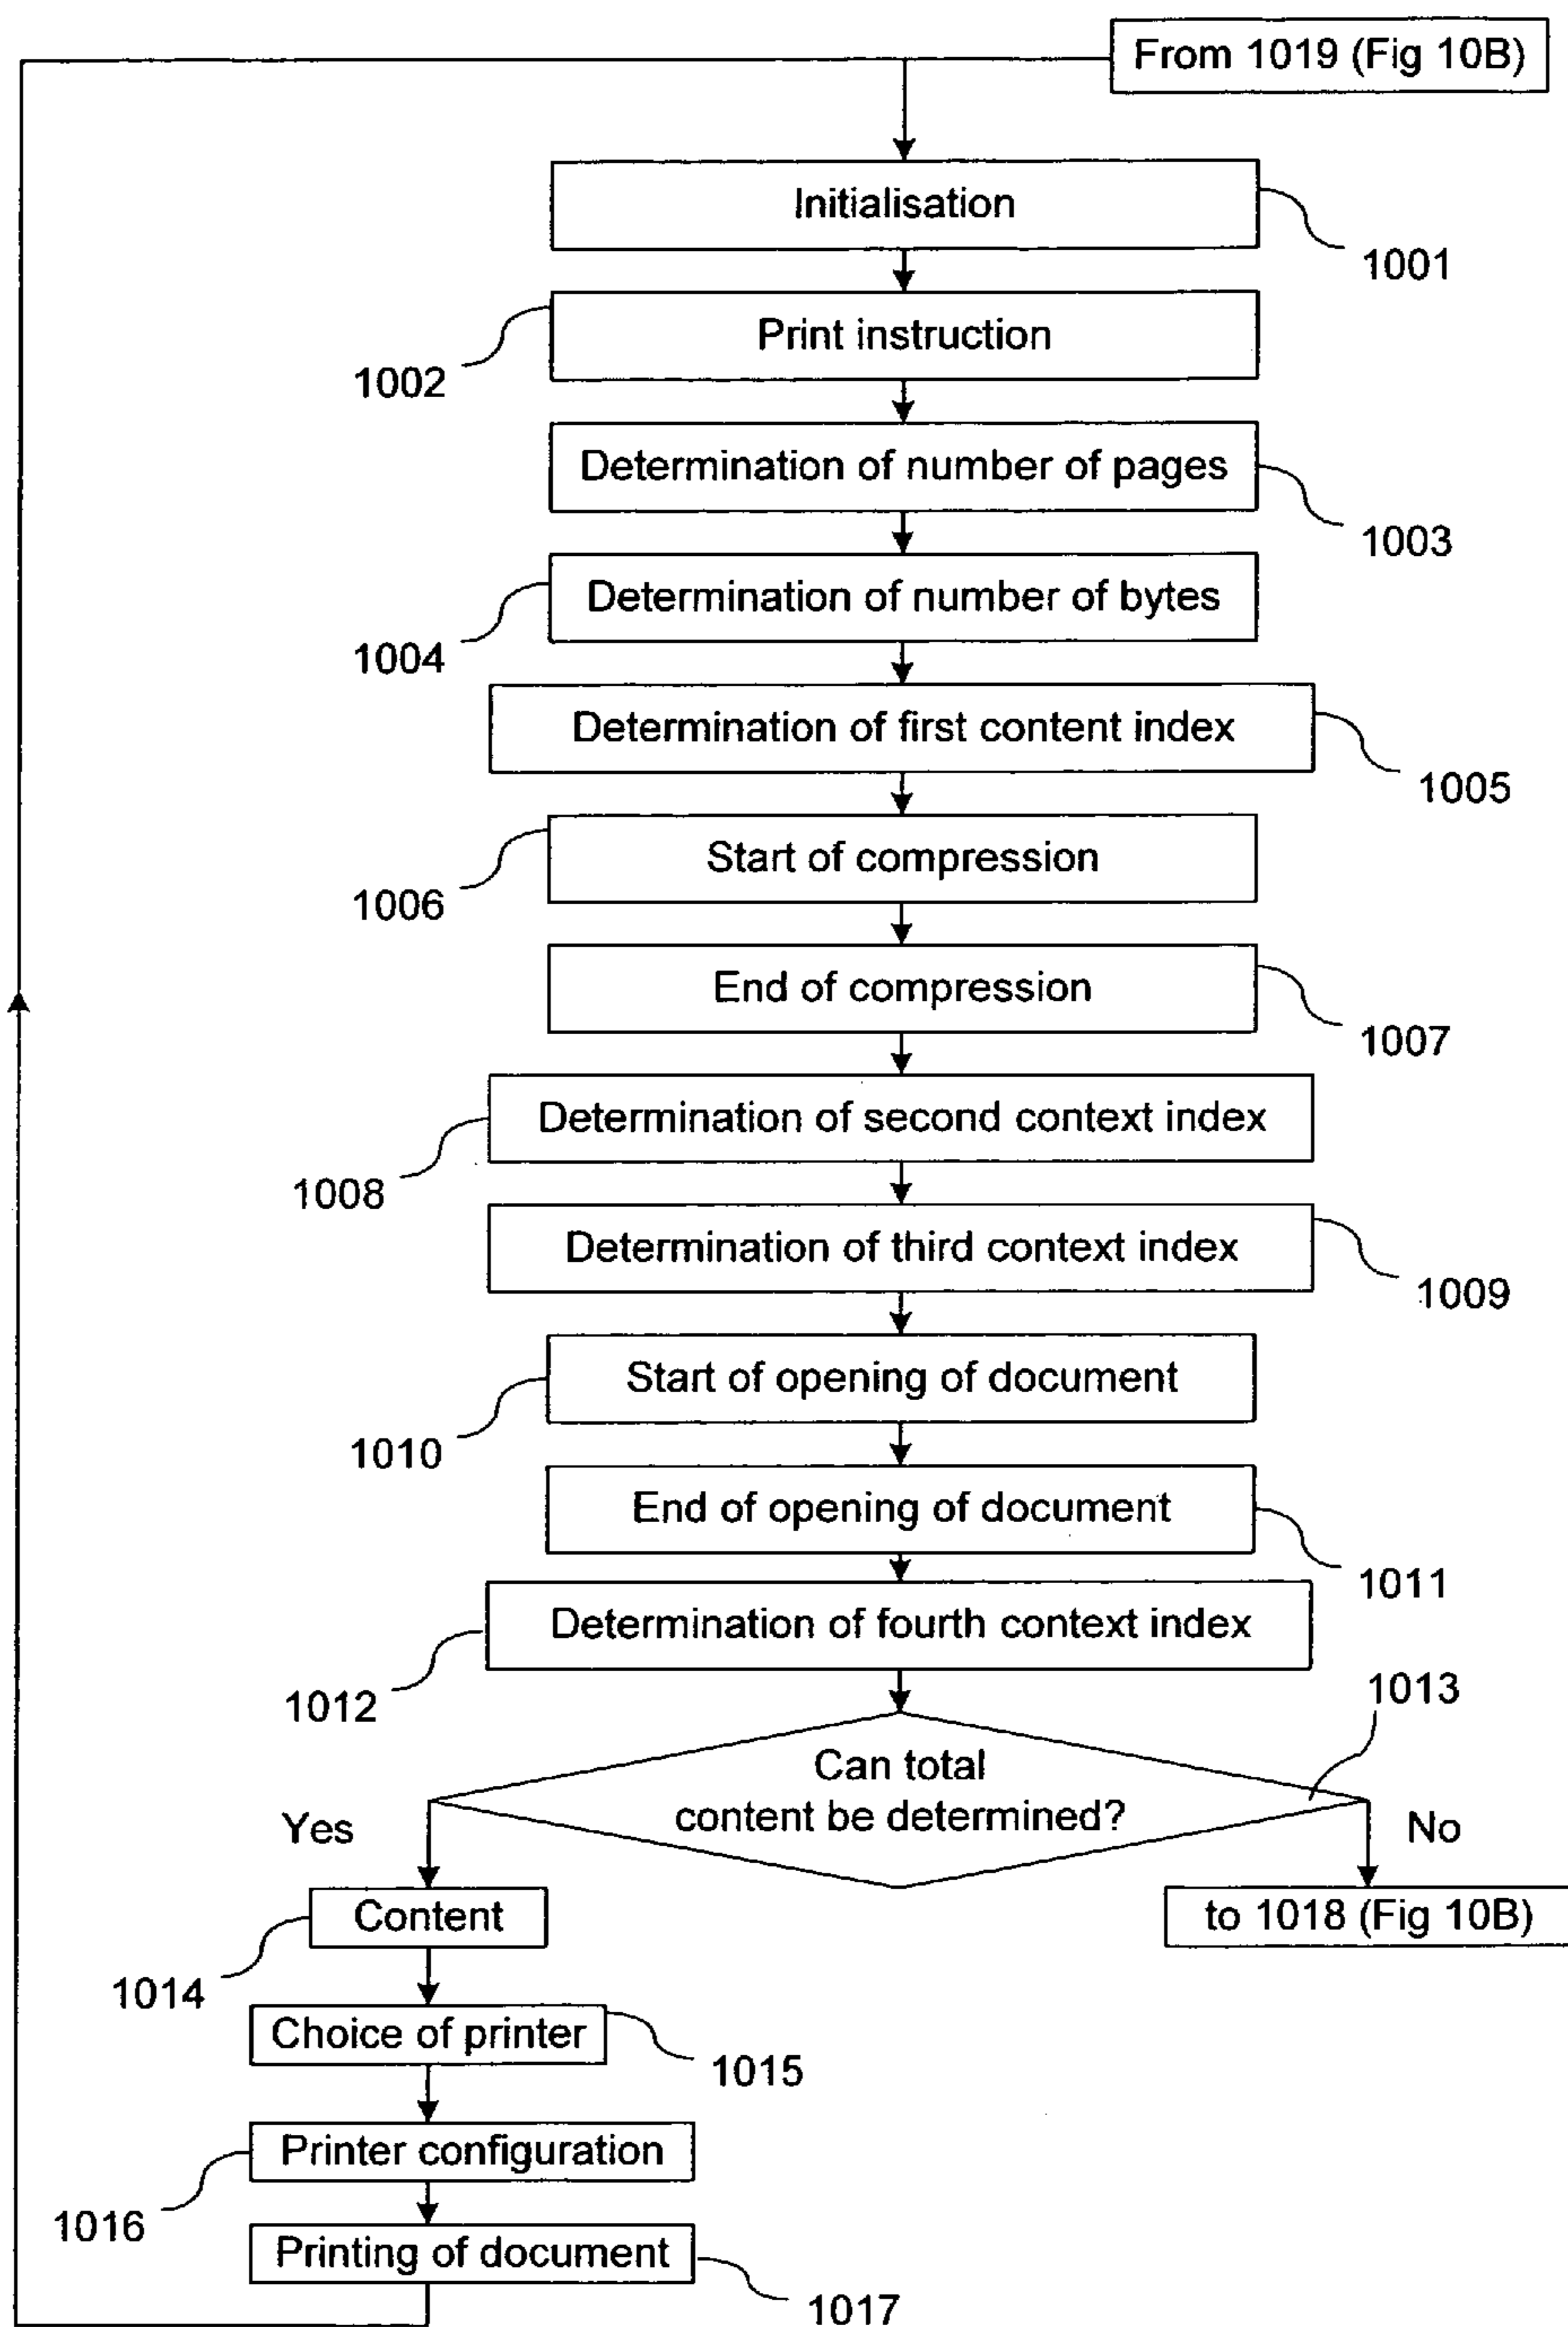 From 1019 (Fig 10B)
Initialisation
1001
Print instruction
1002
Determination of number of pages
1003
Determination of number of bytes
1004
Determination of first content index
1005
Start of compression
1006
End of compression
1007
Determination of second context index
1008
Determination of third context index
1009
Start of opening of document
1010
End of opening of document
1011
Determination of fourth context index
1012
1013
Can total
content be determined?
Yes
No
Content
to 1018 (Fig 10B)
1014
Choice of printer
1015
Printer configuration
1016
Printing of document
1017